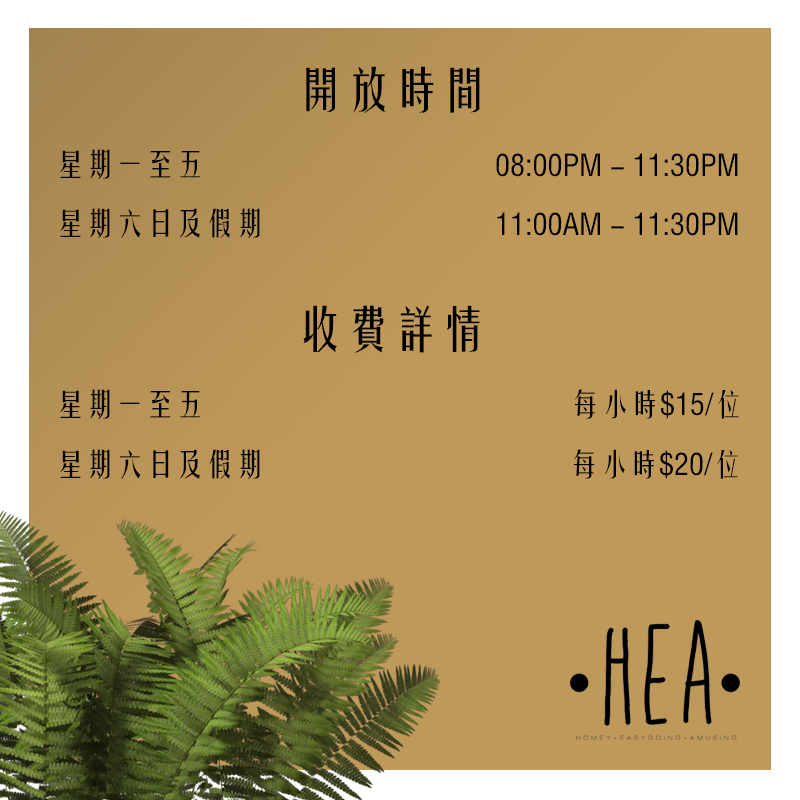 開放時間
星期一至五 08:00PM – 11:30PM
星期六日及假期 11:00AM – 11:30PM
收費詳情
星期一至五 每小時$15/位
星期六日及假期 每小時$20/位
•HEA•
HOMEY•EASYGOING•AMUSING